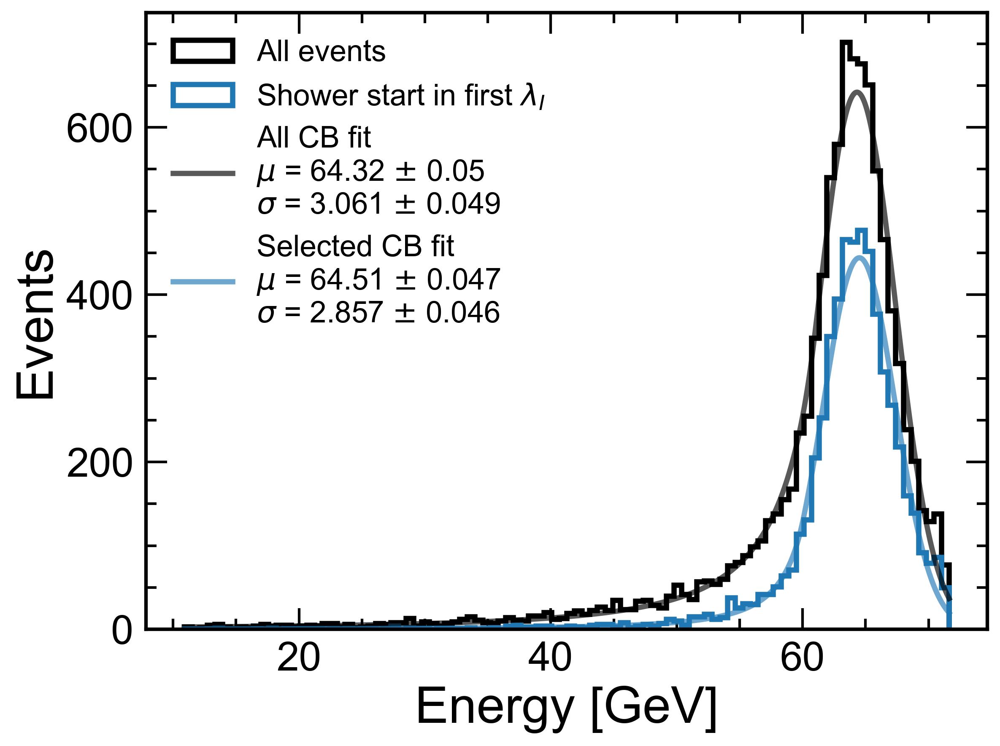 All events
Shower start in first λ_I
All CB fit
μ = 64.32 ± 0.05
σ = 3.061 ± 0.049
Selected CB fit
μ = 64.51 ± 0.047
σ = 2.857 ± 0.046
Events
600
400
200
0
20 40 60
Energy [GeV]